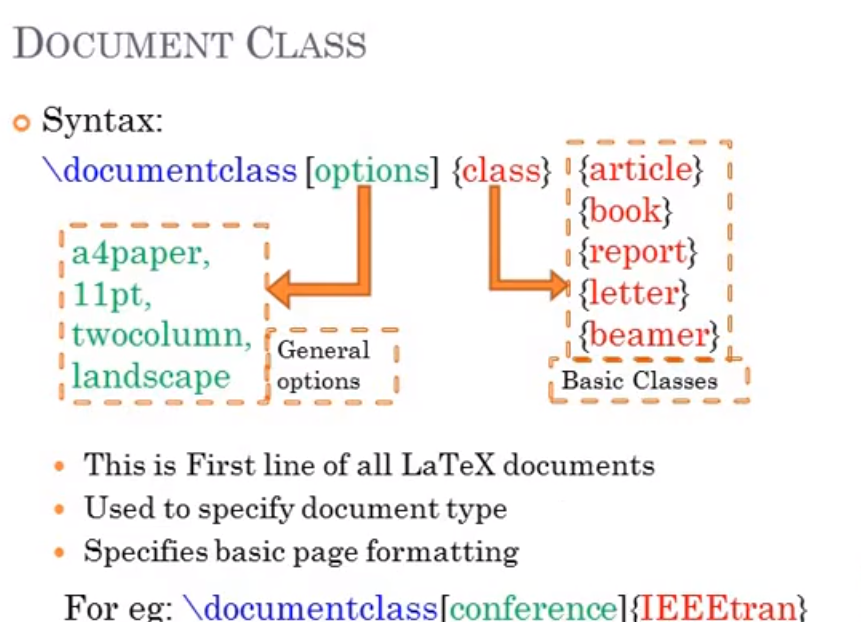 DOCUMENT CLASS
Syntax:
\documentclass [options] {class}
{article}
{book}
{report}
{letter}
{beamer}
Basic Classes
a4paper,
11pt,
twocolumn,
landscape
General
options
This is First line of all LaTeX documents
Used to specify document type
Specifies basic page formatting
For eg: \documentclass[conference]{IEEEtran}